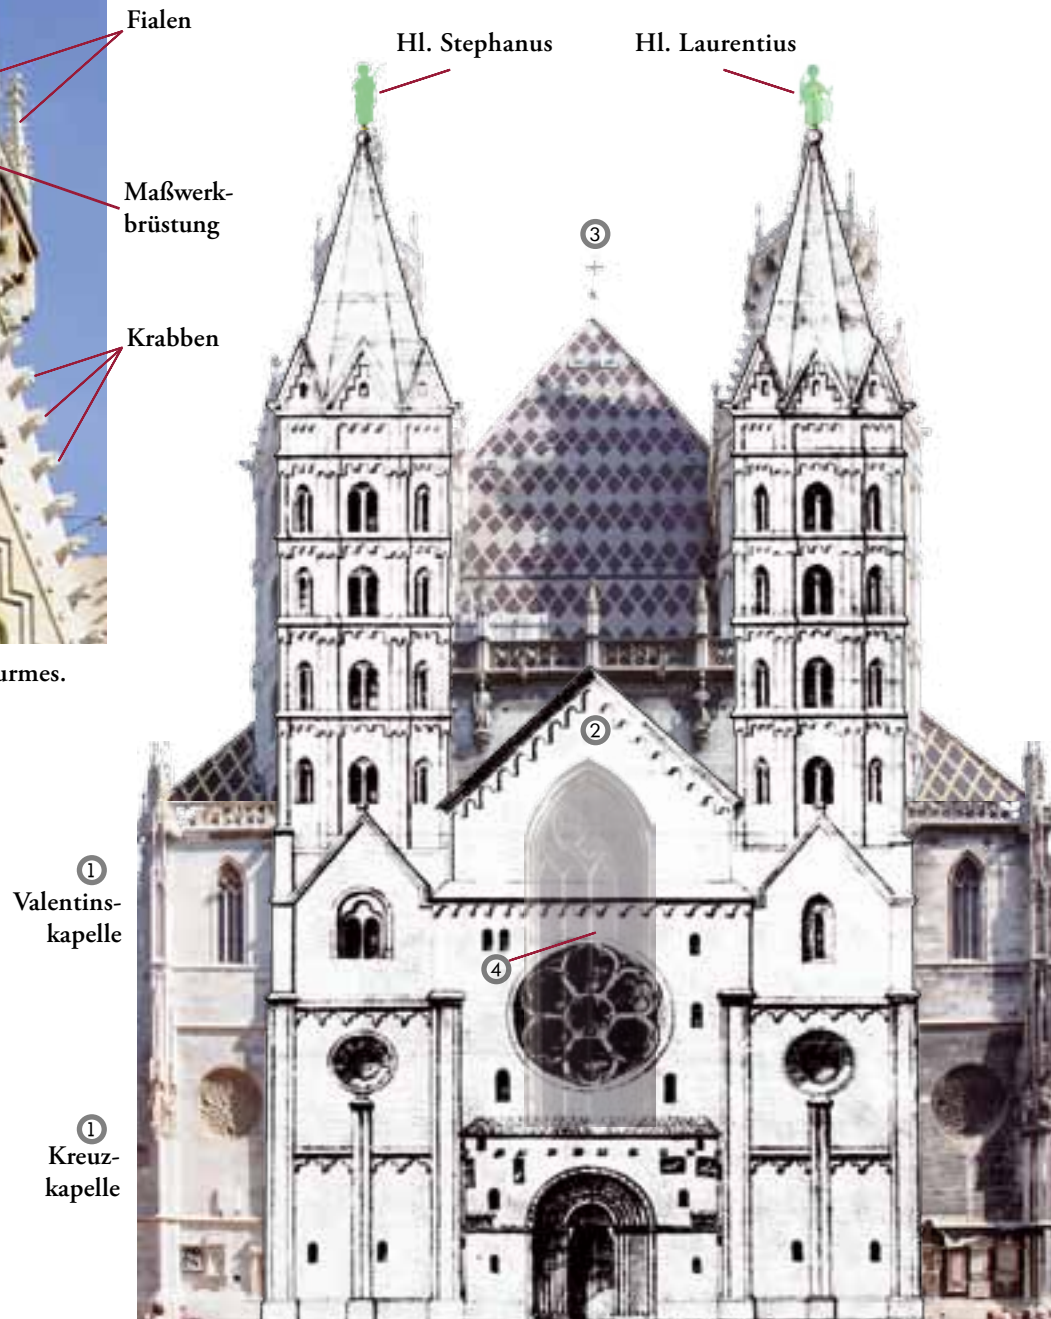 Fialen
Hl. Stephanus
Hl. Laurentius
Maßwerk-
brüstung
3
Krabben
urmes.
2
1
Valentins-
kapelle
4
1
Kreuz-
kapelle